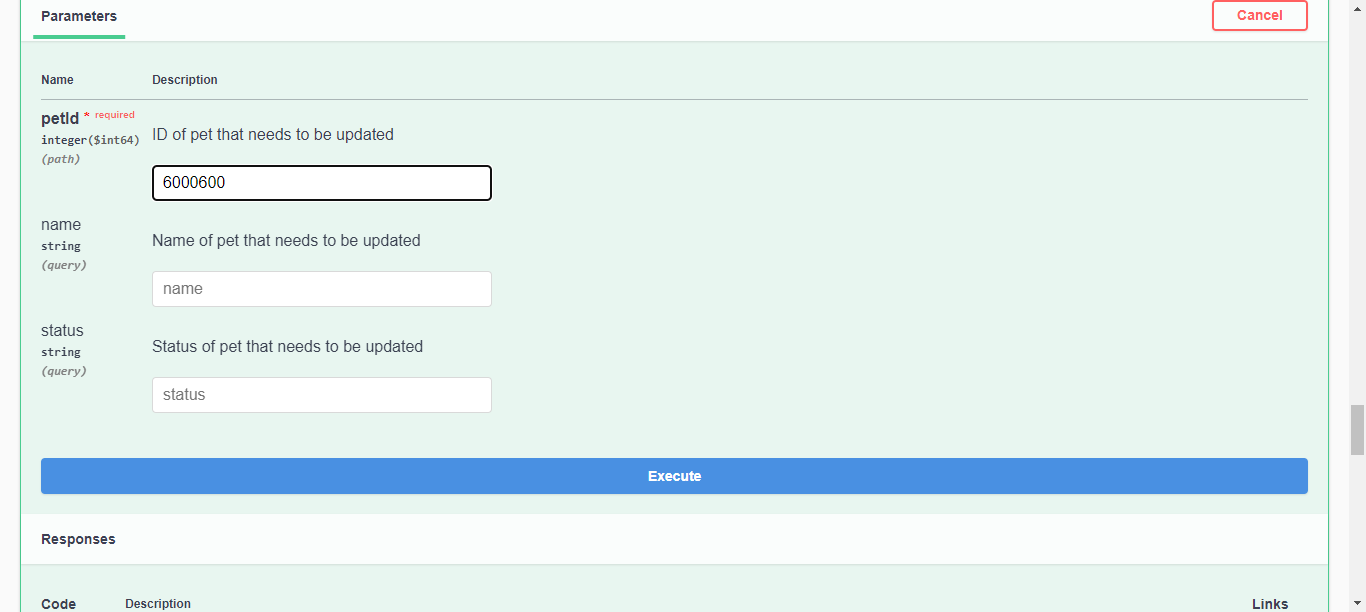 Parameters
Cancel
Name Description
petId * required
integer($int64)
(path)
ID of pet that needs to be updated
6000600
name
string
(query)
Name of pet that needs to be updated
name
status
string
(query)
Status of pet that needs to be updated
status
Execute
Responses
Code Description Links